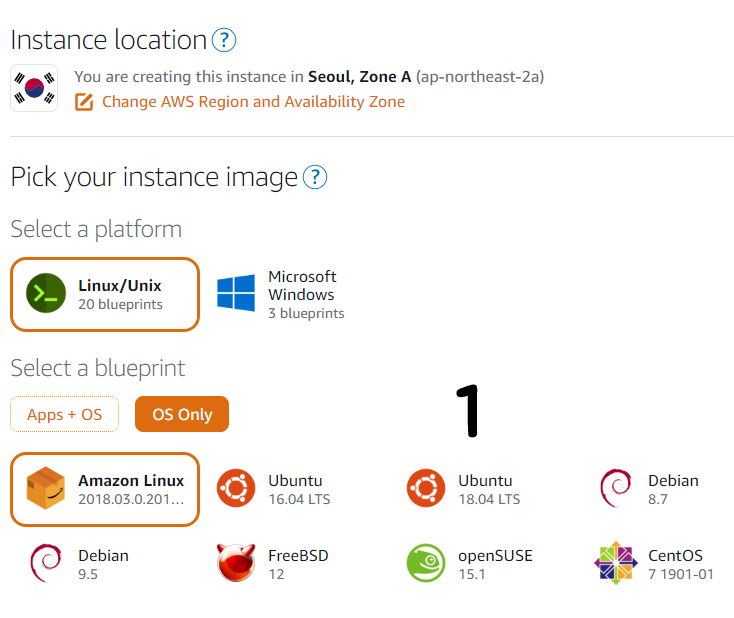 Instance location ?
You are creating this instance in Seoul, Zone A (ap-northeast-2a)
Change AWS Region and Availability Zone
Pick your instance image ?
Select a platform
Linux/Unix
20 blueprints
Microsoft
Windows
3 blueprints
Select a blueprint
Apps + OS
OS Only
1
Amazon Linux
2018.03.0.201...
Ubuntu
16.04 LTS
Ubuntu
18.04 LTS
Debian
8.7
Debian
9.5
FreeBSD
12
openSUSE
15.1
CentOS
7 1901-01